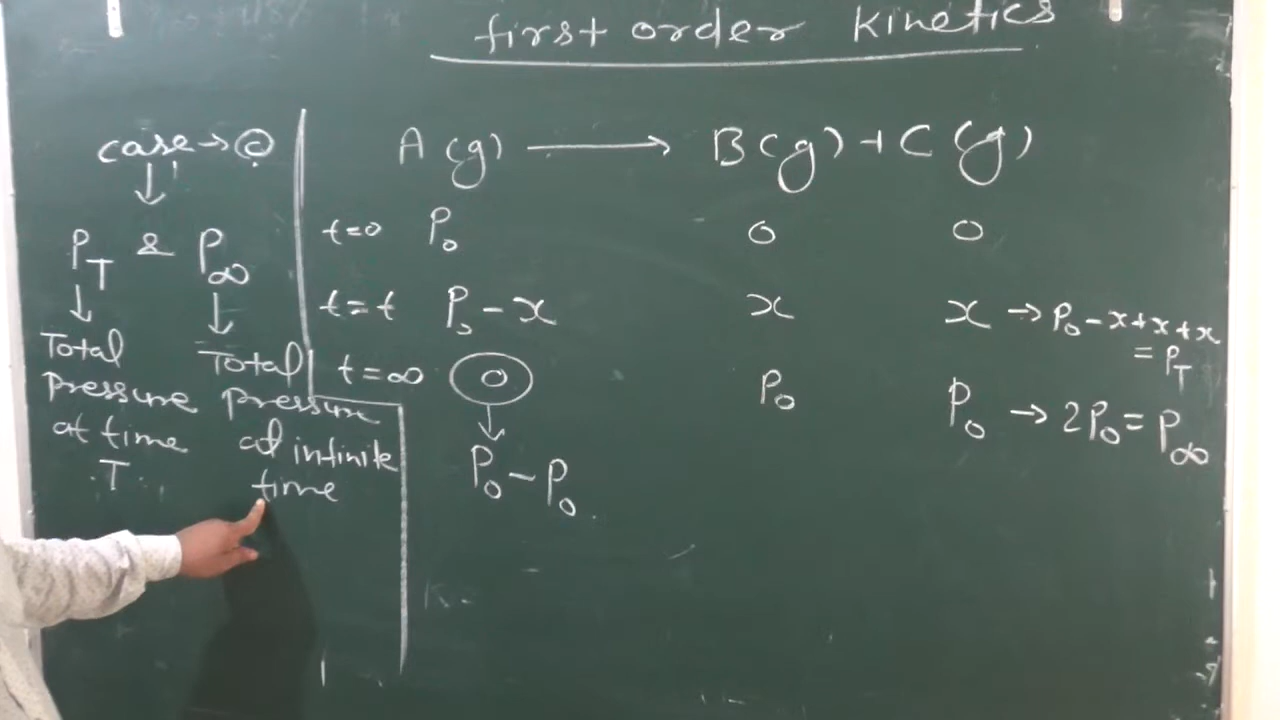 first order kinetics
case → ©
P_T & P_∞
Total pressure at time T
Total pressure at infinite time
A(g) ⟶ B(g) + C(g)
t=0 P₀ 0 0
t=t P₀-x x x → P₀-x+x+x
= P_T
t=∞ 0 P₀ P₀ → 2P₀ = P_∞
P₀-P₀